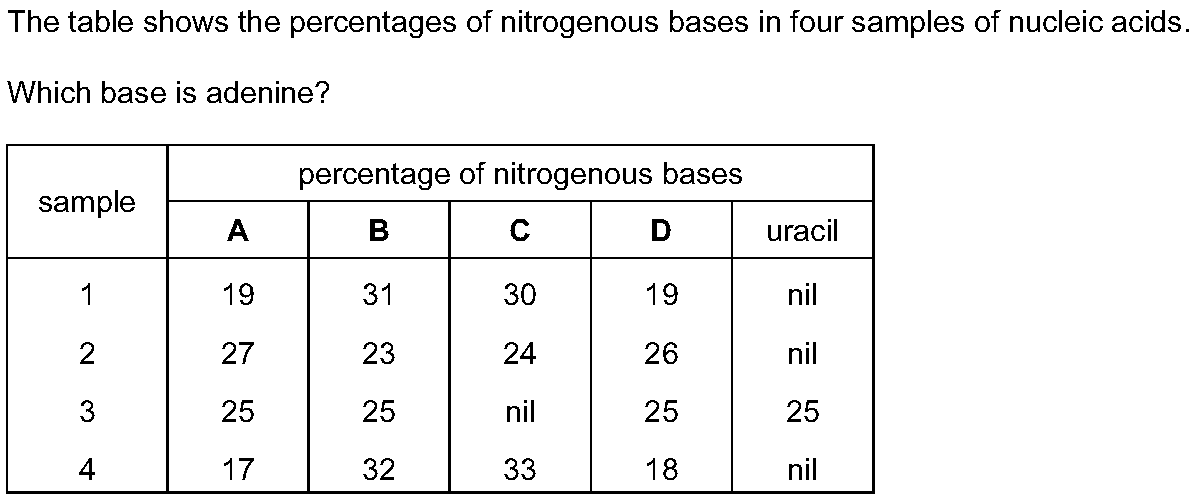 The table shows the percentages of nitrogenous bases in four samples of nucleic acids.
Which base is adenine?
sample percentage of nitrogenous bases
A B C D uracil
1 19 31 30 19 nil
2 27 23 24 26 nil
3 25 25 nil 25 25
4 17 32 33 18 nil